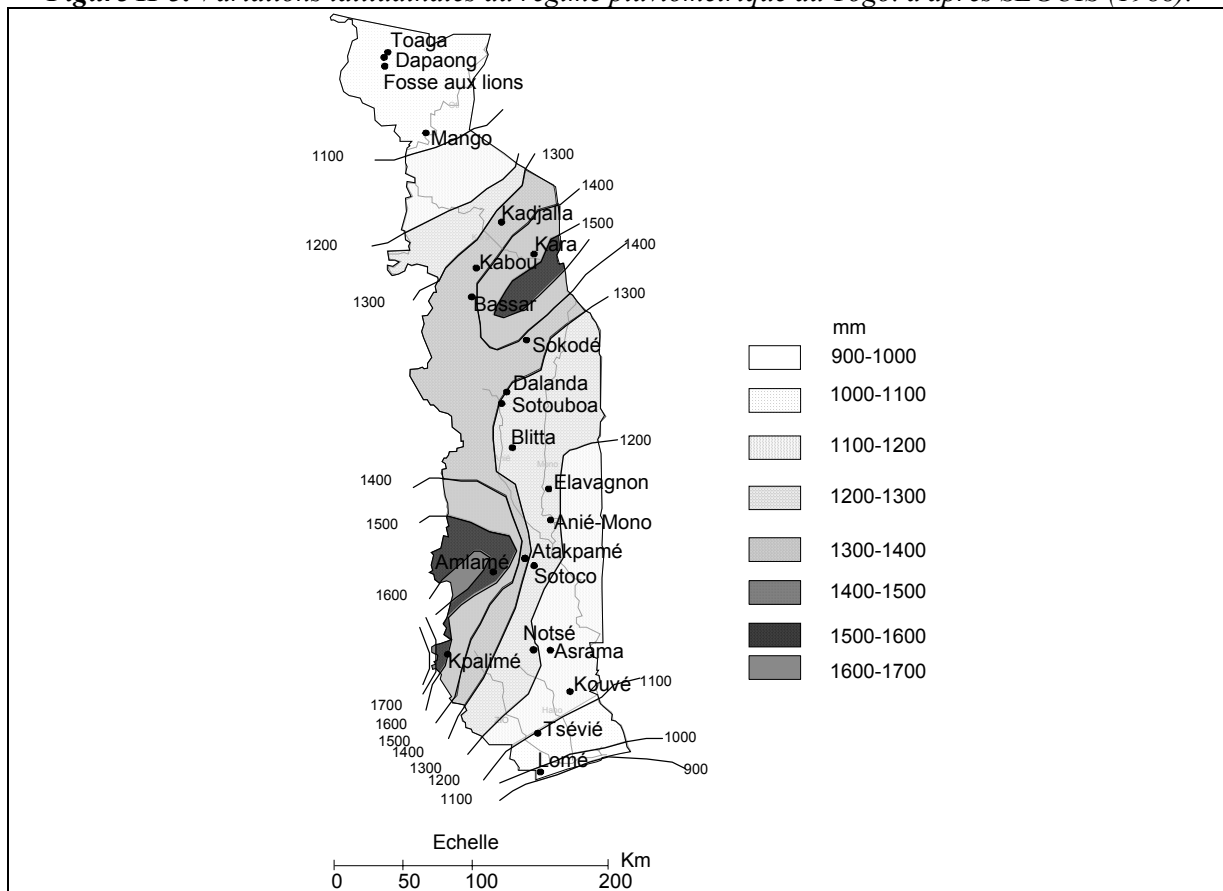 Figure II-3. Variations latitudinales du régime pluviométrique du Togo. d'après SEGUIS (1988).
Toaga
Dapaong
Fosse aux lions
Mango
1100
1300
1400
Kadjalla
1500
1200
Kara
1400
Kabou
1300
1300
Bassar
Sokodé
Dalanda
Sotouboa
Blitta
1200
1400
Elavagnon
1500
Anié-Mono
Atakpamé
Amlamé
Sotoco
1600
Notsé
Asrama
Kpalimé
Kouvé
1100
1700
1600
Tsévié
1500
1000
1400
1300
Lomé
900
1200
1100
mm
900-1000
1000-1100
1100-1200
1200-1300
1300-1400
1400-1500
1500-1600
1600-1700
Echelle
Km
0 50 100 200